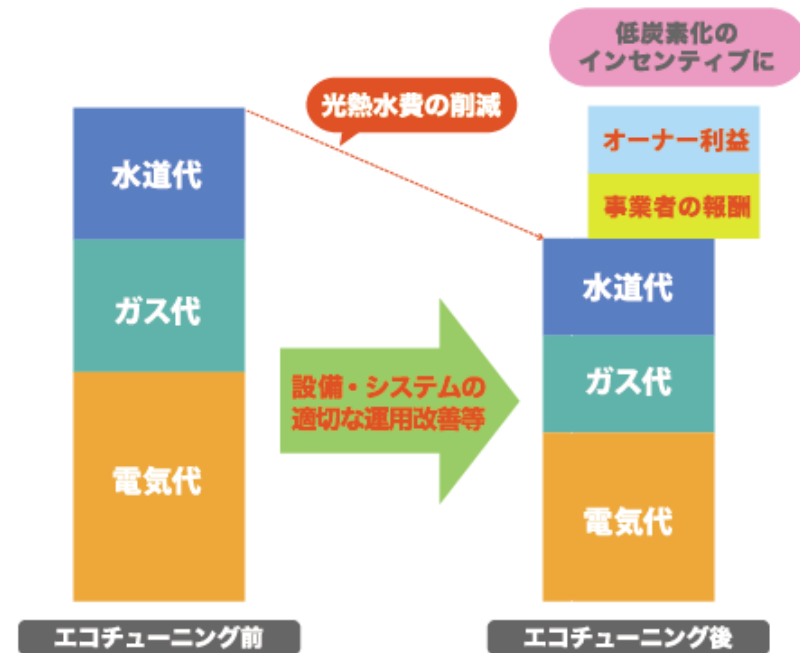 低炭素化の
インセンティブに
光熱水費の削減
オーナー利益
事業者の報酬
水道代
ガス代
電気代
設備・システムの
適切な運用改善等
水道代
ガス代
電気代
エコチューニング前
エコチューニング後